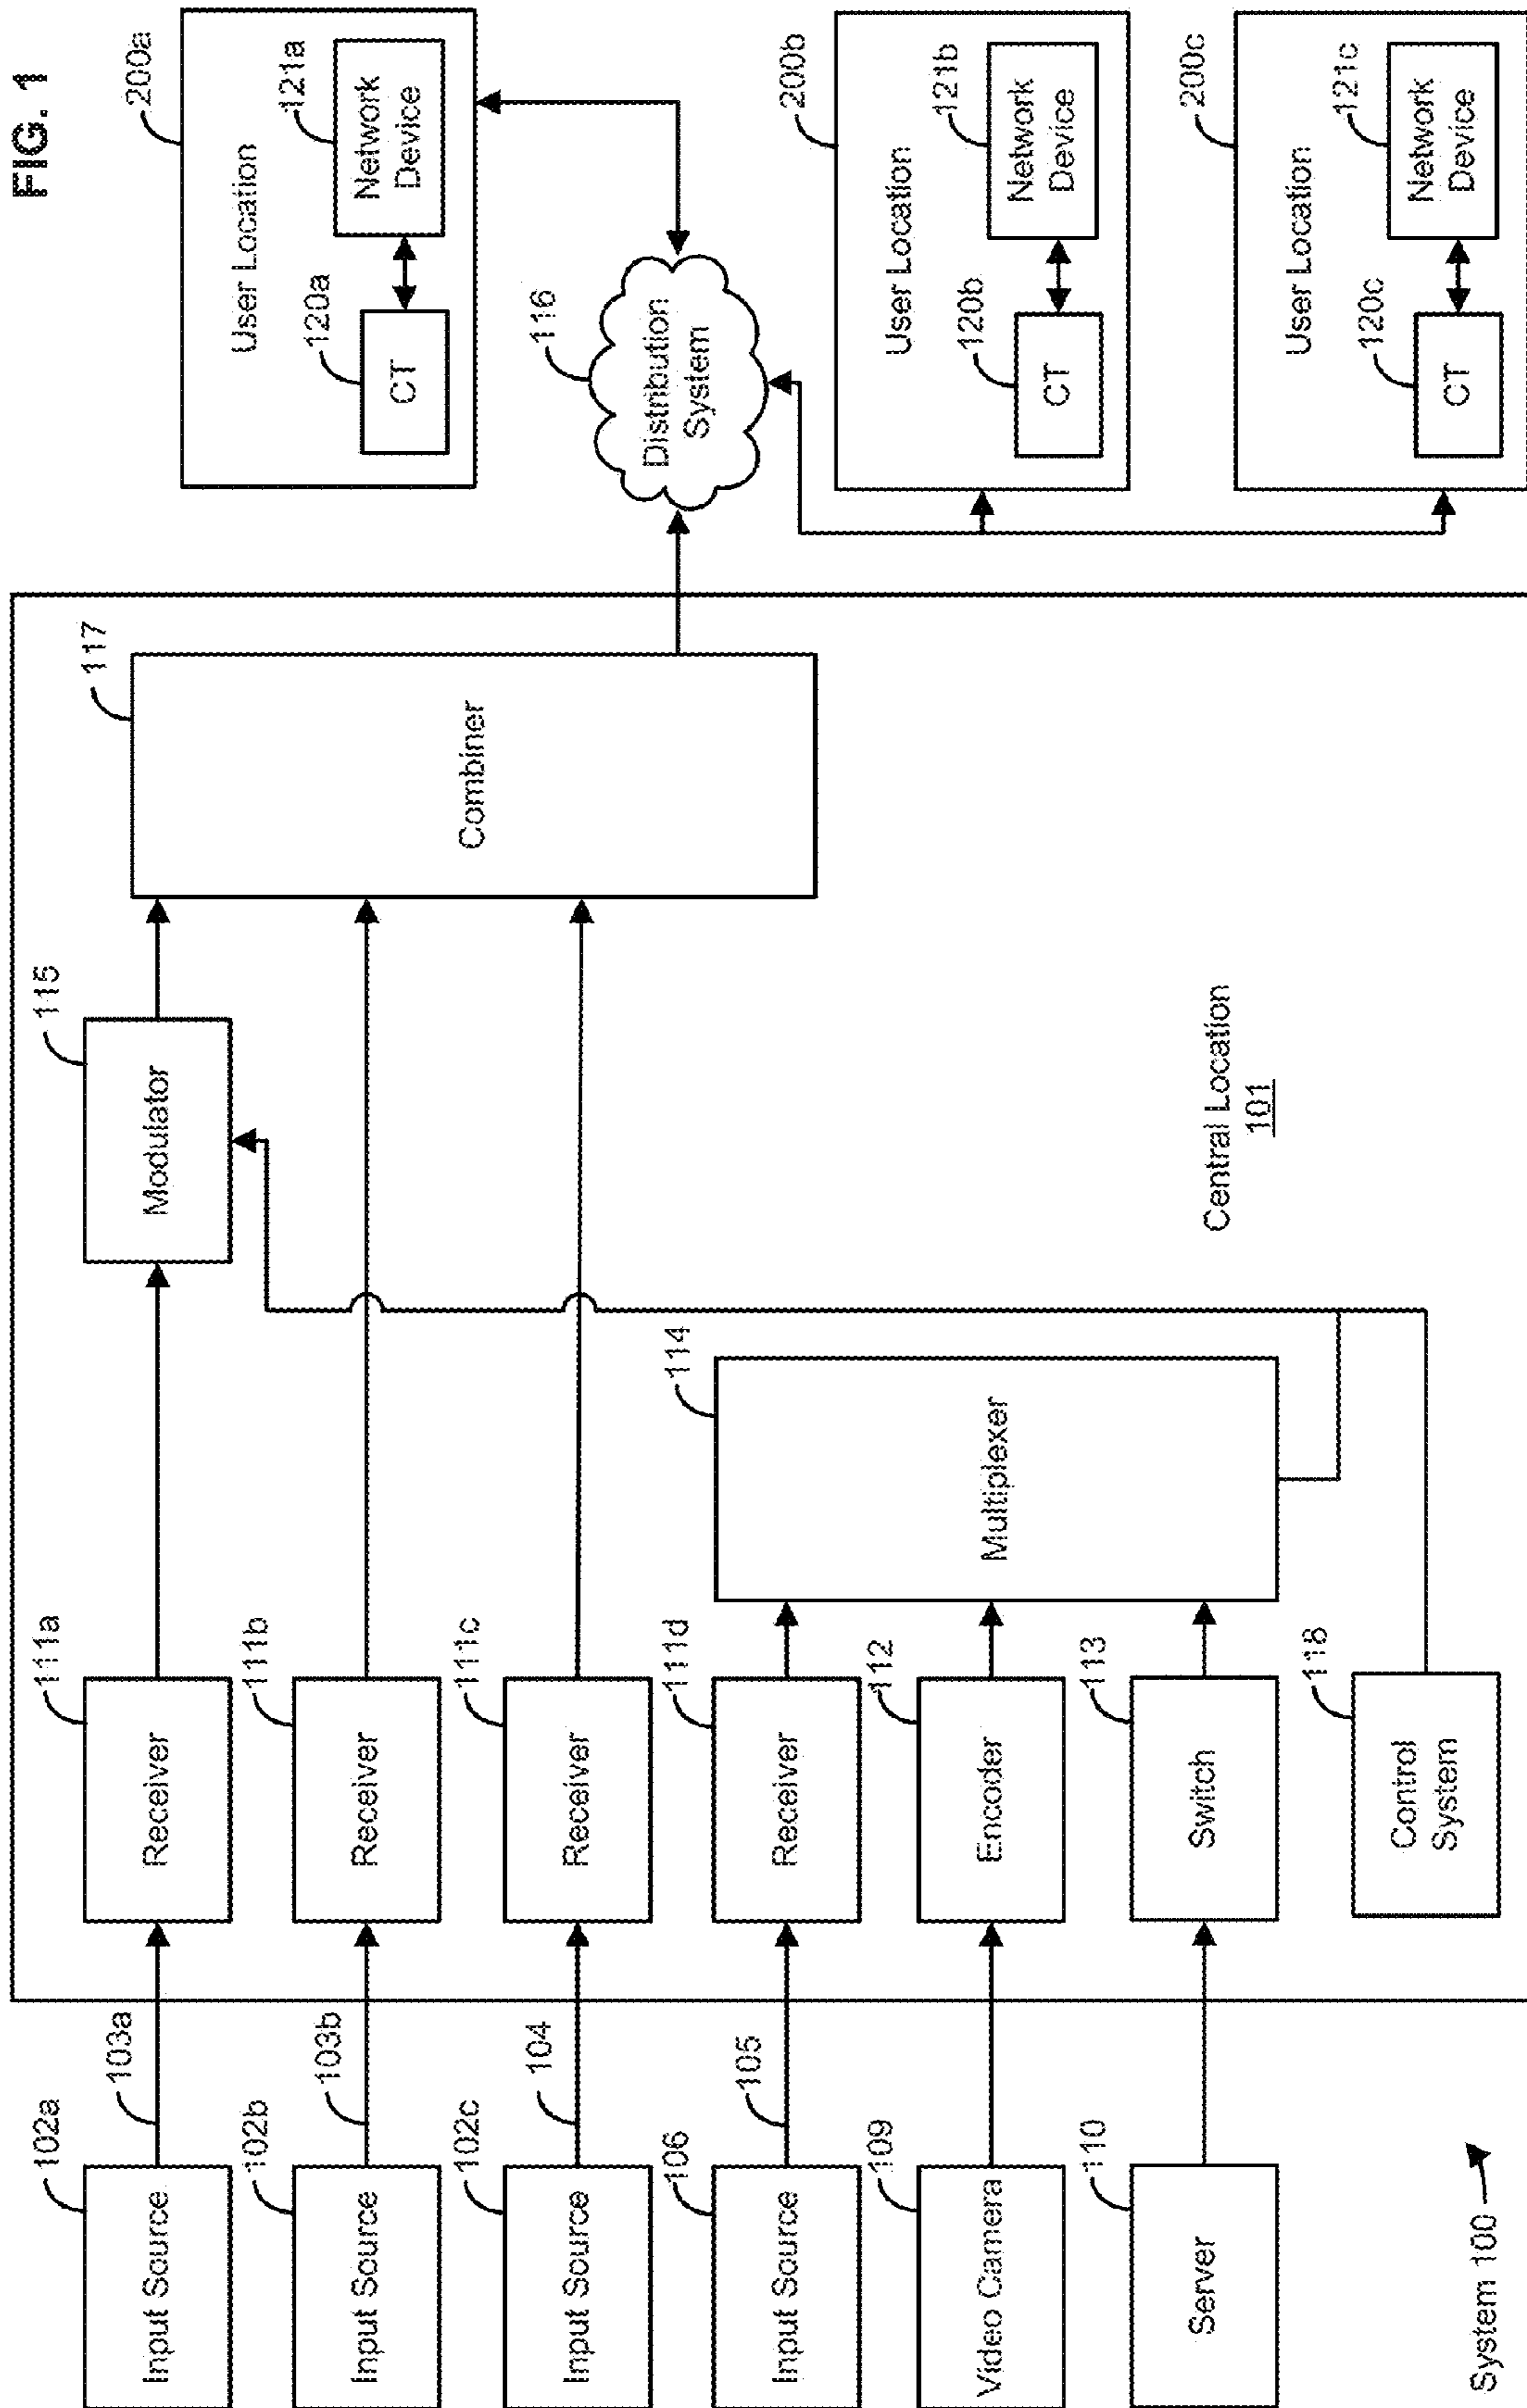 FIG. 1
102a
Input Source
103a
111a
Receiver
115
Modulator
117
Combiner
102b
Input Source
103b
111b
Receiver
102c
Input Source
104
111c
Receiver
106
Input Source
105
111d
Receiver
114
Multiplexer
109
Video Camera
112
Encoder
110
Server
113
Switch
118
Control
System
Central Location
101
System 100
116
Distribution
System
200a
User Location
120a
CT
121a
Network
Device
200b
User Location
120b
CT
121b
Network
Device
200c
User Location
120c
CT
121c
Network
Device